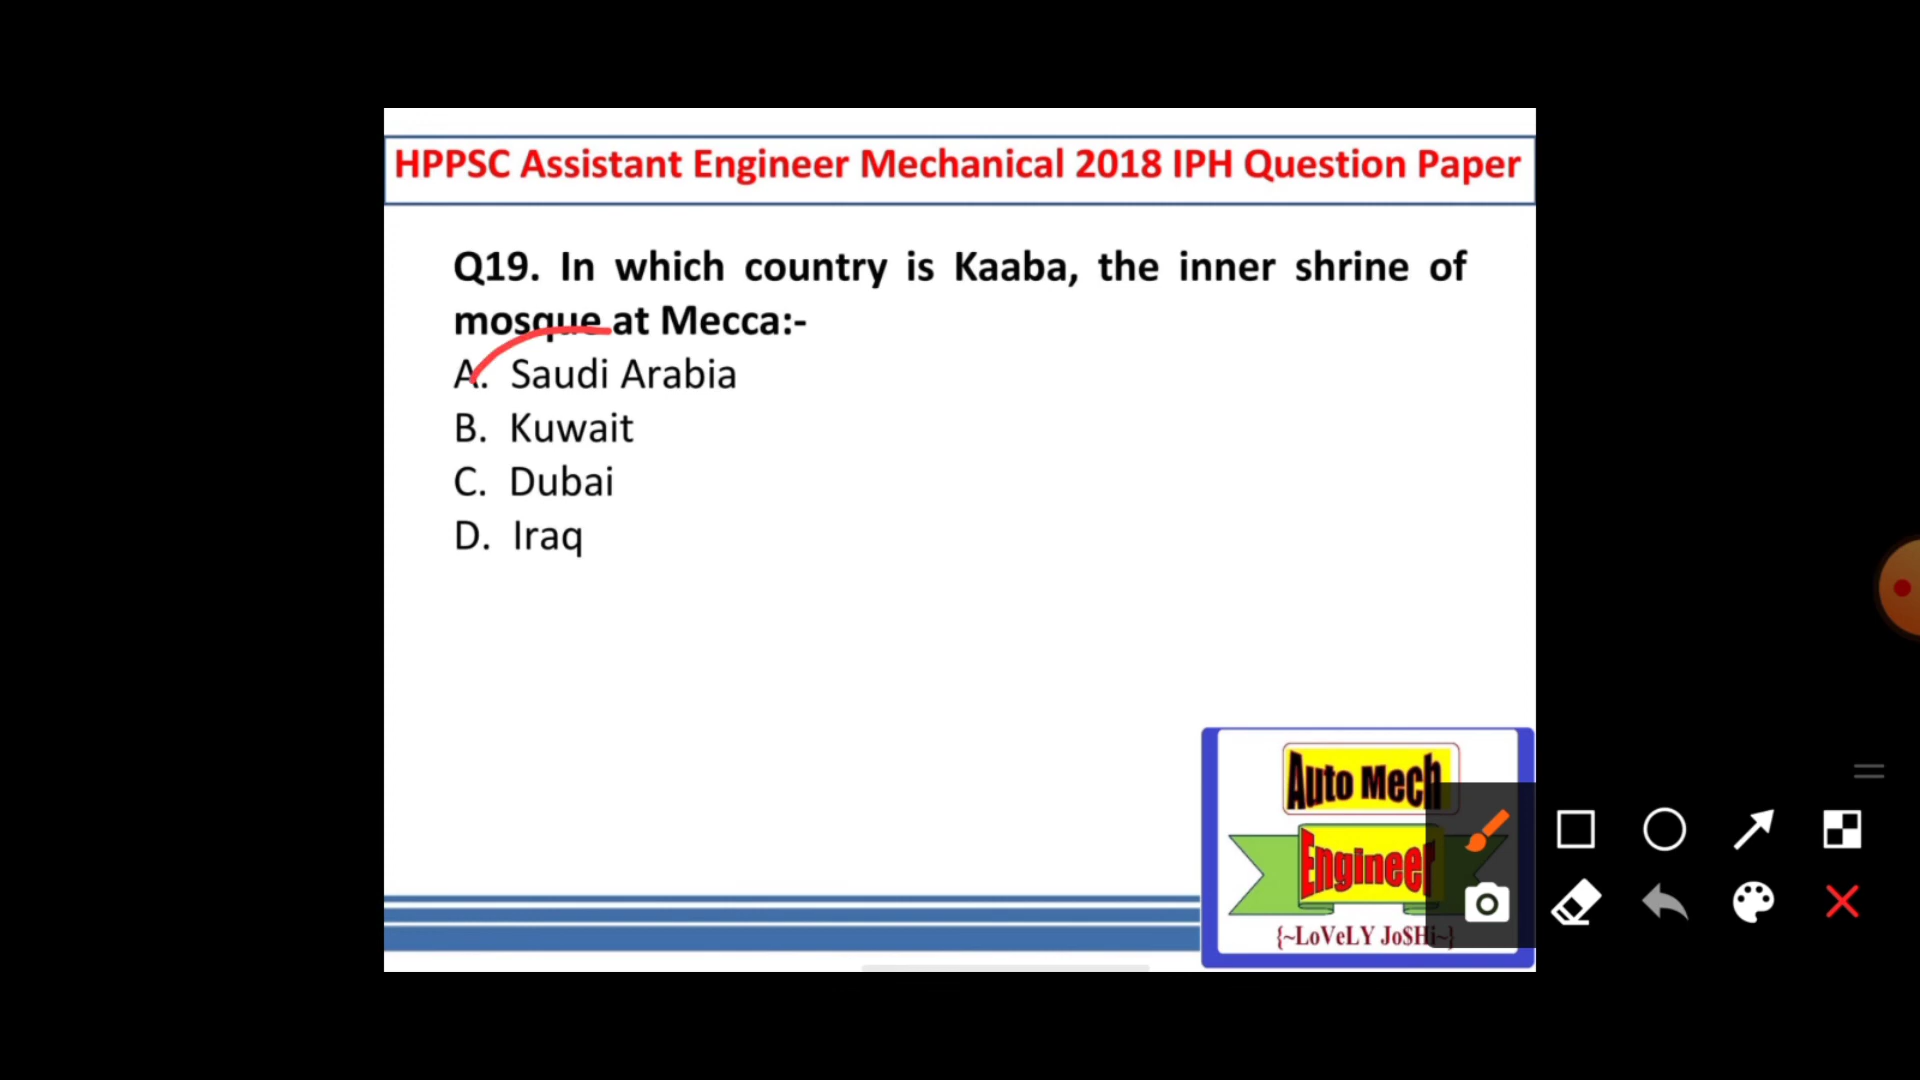 HPPSC Assistant Engineer Mechanical 2018 IPH Question Paper
Q19. In which country is Kaaba, the inner shrine of
mosque at Mecca:-
A. Saudi Arabia
B. Kuwait
C. Dubai
D. Iraq
Auto Mech
Engineer
{~LoVeLY JoSHi~}